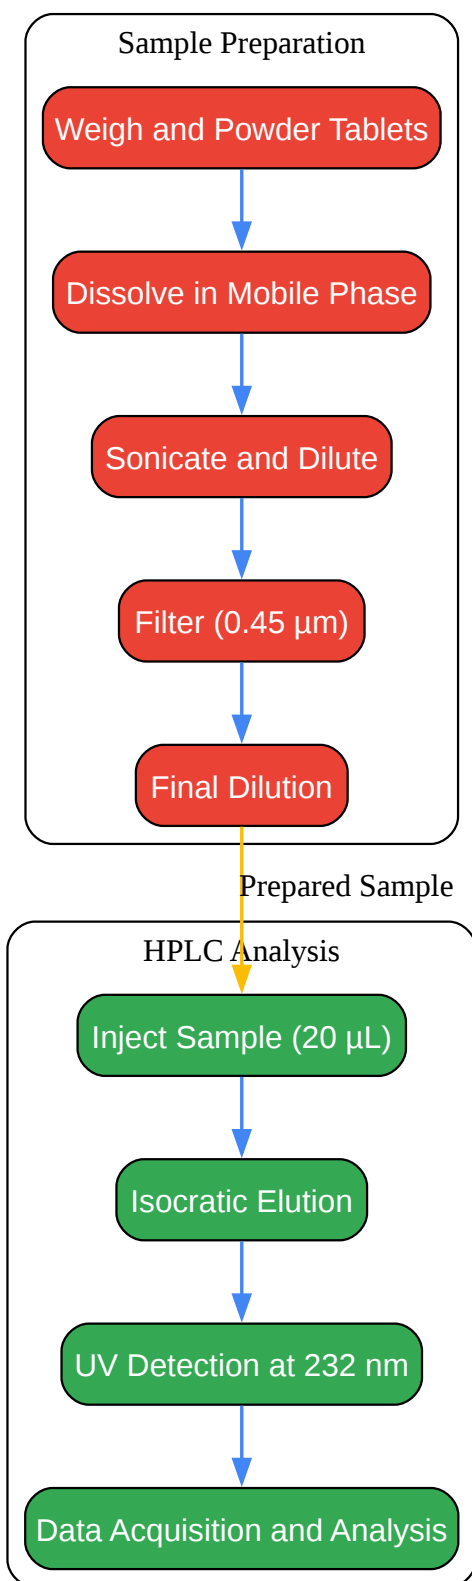 Sample Preparation
Weigh and Powder Tablets
Dissolve in Mobile Phase
Sonicate and Dilute
Filter (0.45 µm)
Final Dilution
Prepared Sample
HPLC Analysis
Inject Sample (20 µL)
Isocratic Elution
UV Detection at 232 nm
Data Acquisition and Analysis